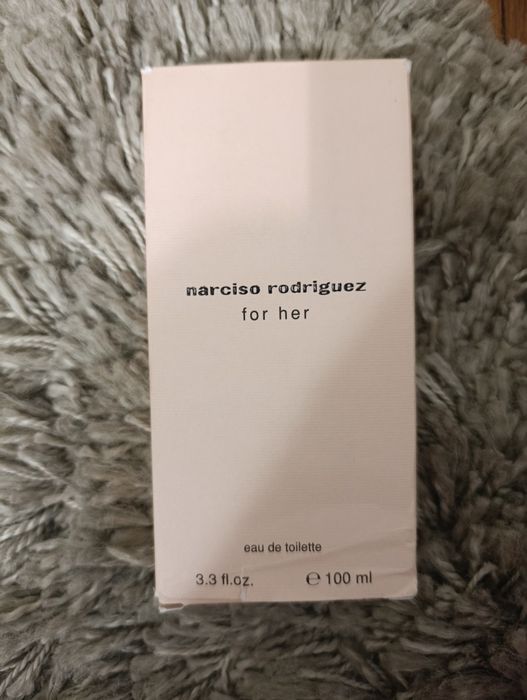 narciso rodriguez
for her
eau de toilette
3.3 fl.oz. ℮ 100 ml